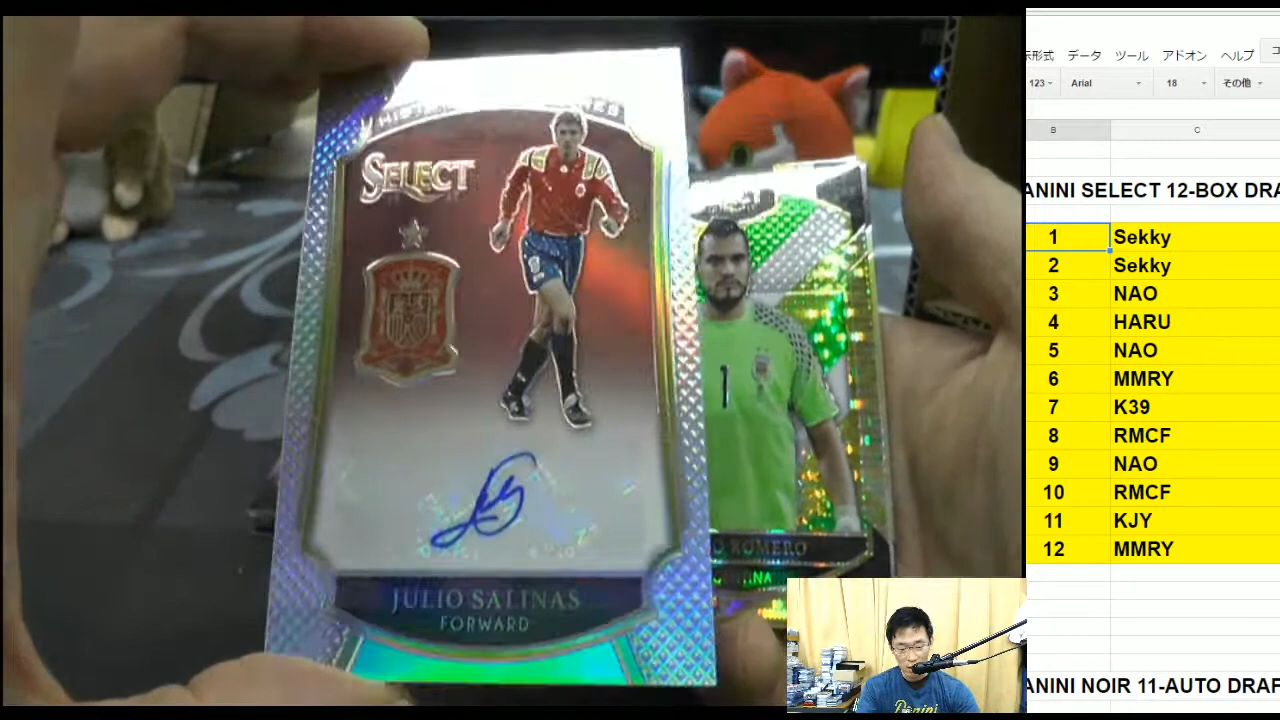 SELECT
JULIO SALINAS
FORWARD
1
ROMERO
示形式 データ ツール アドオン ヘルプ
123 Arial 18 その他
B C
ANINI SELECT 12-BOX DRA
1 Sekky
2 Sekky
3 NAO
4 HARU
5 NAO
6 MMRY
7 K39
8 RMCF
9 NAO
10 RMCF
11 KJY
12 MMRY
ANINI NOIR 11-AUTO DRAF
Panini